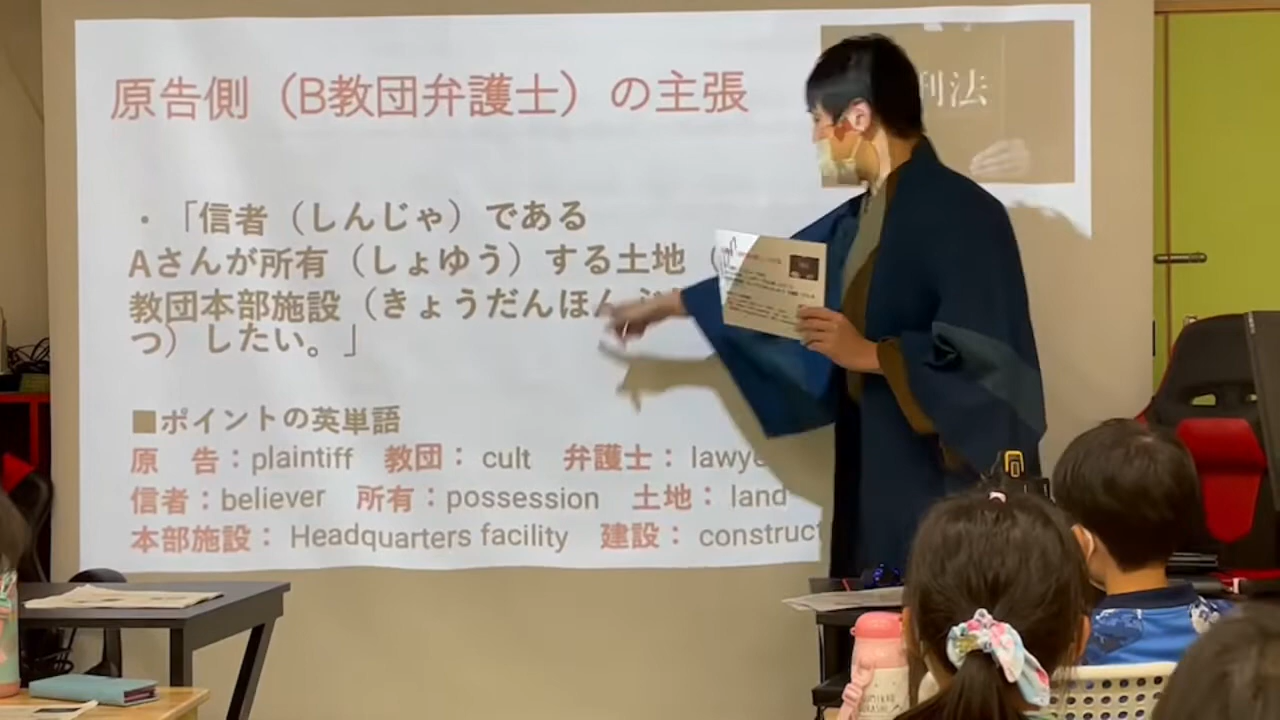 原告側（B教団弁護士）の主張
刑法
・「信者（しんじゃ）である
Aさんが所有（しょゆう）する土地（
教団本部施設（きょうだんほん
つ）したい。」
■ポイントの英単語
原 告：plaintiff 教団： cult 弁護士： lawye
信者：believer 所有：possession 土地： land
本部施設： Headquarters facility 建設： construct